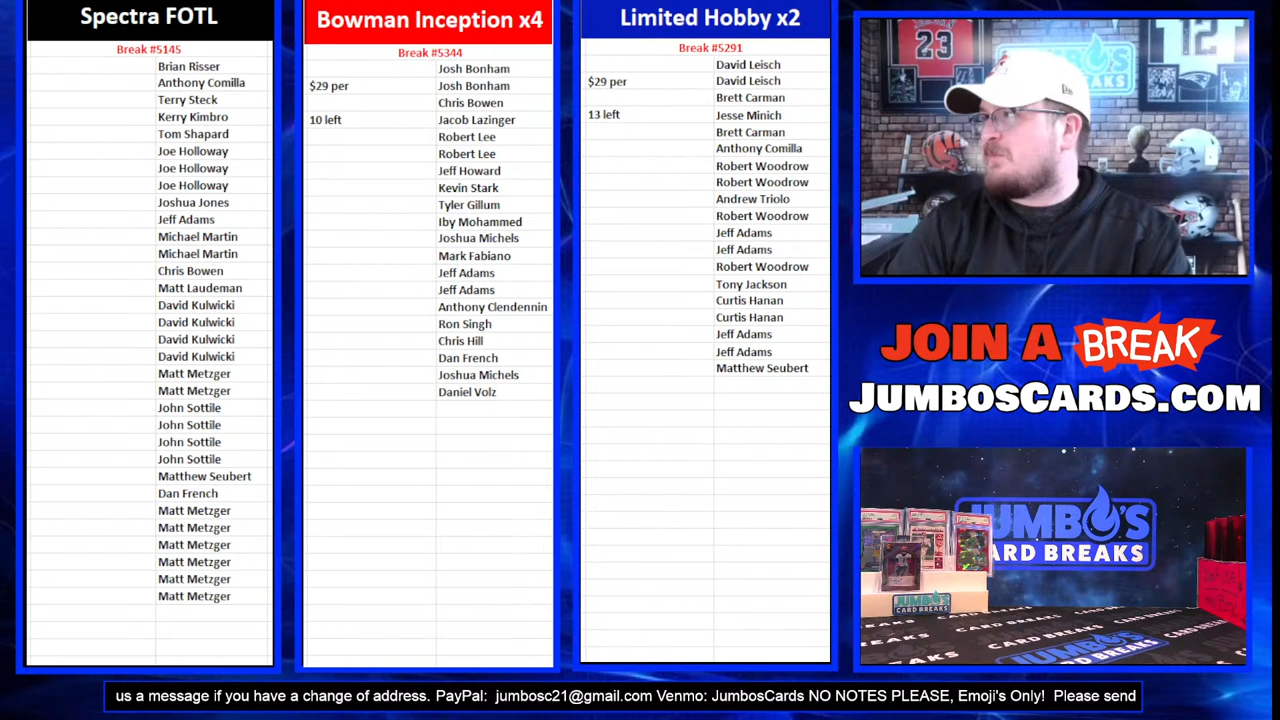 Spectra FOTL
Break #5145
Brian Risser
Anthony Comilla
Terry Steck
Kerry Kimbro
Tom Shapard
Joe Holloway
Joe Holloway
Joe Holloway
Joshua Jones
Jeff Adams
Michael Martin
Michael Martin
Chris Bowen
Matt Laudeman
David Kulwicki
David Kulwicki
David Kulwicki
David Kulwicki
Matt Metzger
Matt Metzger
John Sottile
John Sottile
John Sottile
John Sottile
Matthew Seubert
Dan French
Matt Metzger
Matt Metzger
Matt Metzger
Matt Metzger
Matt Metzger
Matt Metzger
Bowman Inception x4
Break #5344
Josh Bonham
$29 per Josh Bonham
Chris Bowen
10 left Jacob Lazinger
Robert Lee
Robert Lee
Jeff Howard
Kevin Stark
Tyler Gillum
Iby Mohammed
Joshua Michels
Mark Fabiano
Jeff Adams
Jeff Adams
Anthony Clendennin
Ron Singh
Chris Hill
Dan French
Joshua Michels
Daniel Volz
Limited Hobby x2
Break #5291
David Leisch
$29 per David Leisch
Brett Carman
13 left Jesse Minich
Brett Carman
Anthony Comilla
Robert Woodrow
Robert Woodrow
Andrew Triolo
Robert Woodrow
Jeff Adams
Jeff Adams
Robert Woodrow
Tony Jackson
Curtis Hanan
Curtis Hanan
Jeff Adams
Jeff Adams
Matthew Seubert
23
12
JUMBO'S
BREAKS
JOIN A BREAK
JUMBOSCARDS.COM
JUMBO'S
CARD BREAKS
JUMBO'S
CARD BREAKS
JUMBO'S
CARD BREAKS
us a message if you have a change of address. PayPal: jumbosc21@gmail.com Venmo: JumbosCards NO NOTES PLEASE, Emoji's Only! Please send